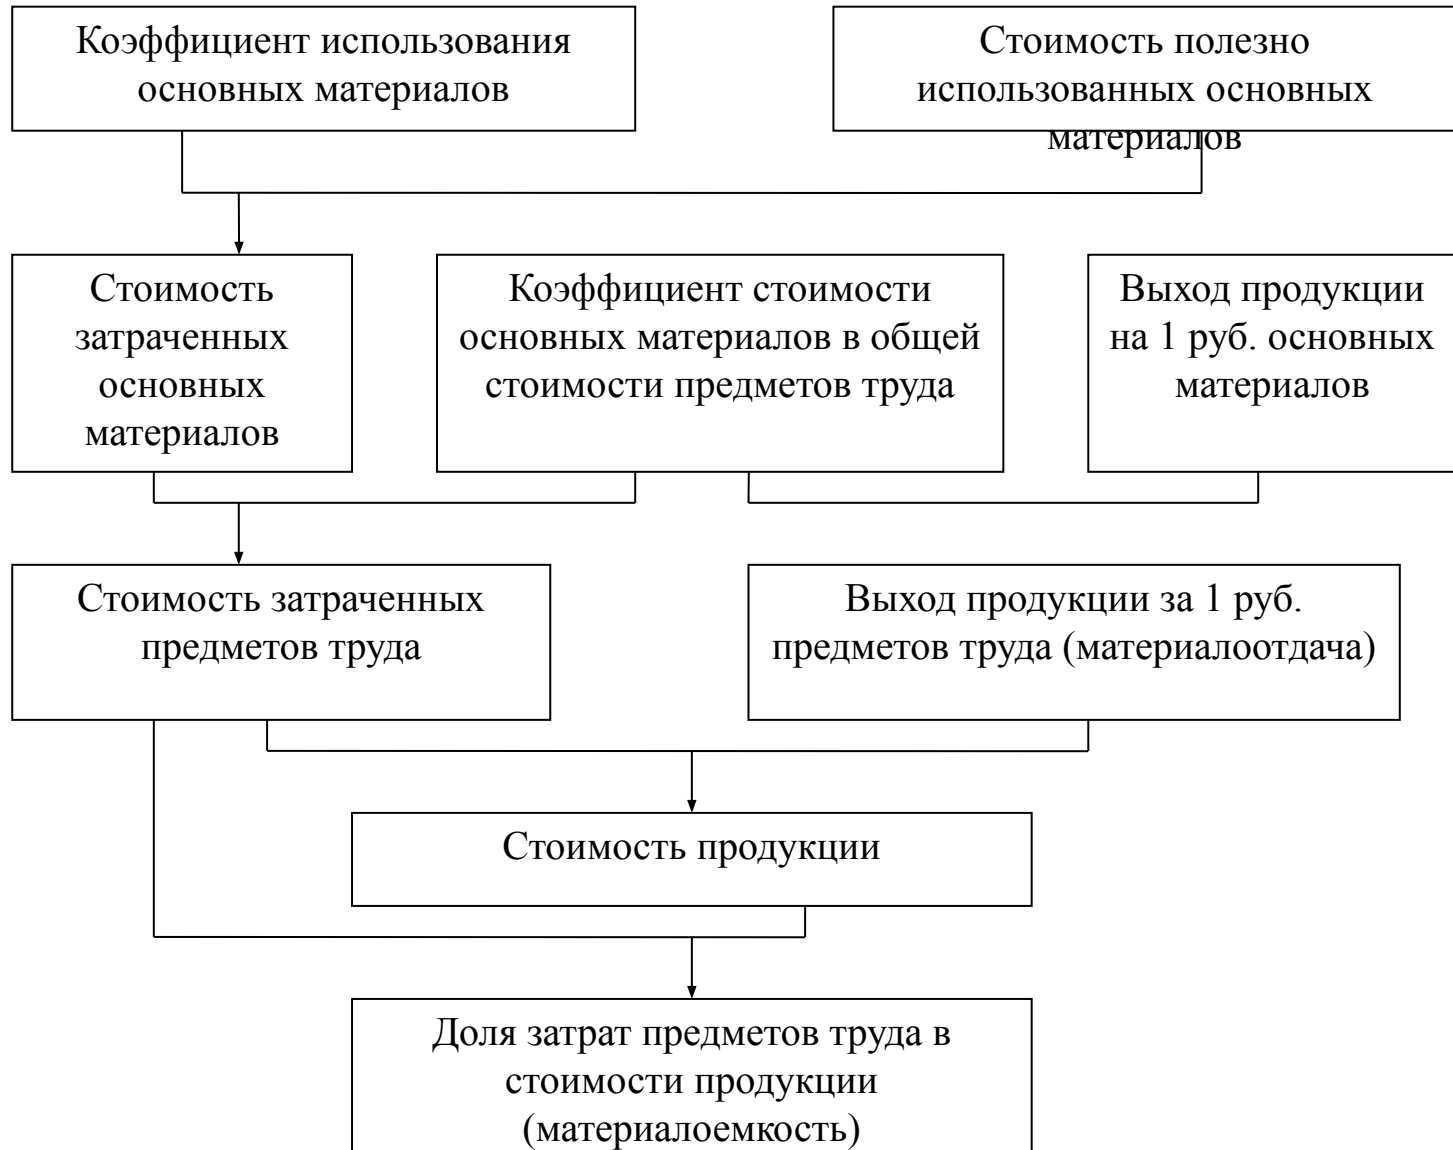 Коэффициент использования
основных материалов
Стоимость полезно
использованных основных
материалов
Стоимость
затраченных
основных
материалов
Коэффициент стоимости
основных материалов в общей
стоимости предметов труда
Выход продукции
на 1 руб. основных
материалов
Стоимость затраченных
предметов труда
Выход продукции за 1 руб.
предметов труда (материалоотдача)
Стоимость продукции
Доля затрат предметов труда в
стоимости продукции
(материалоемкость)